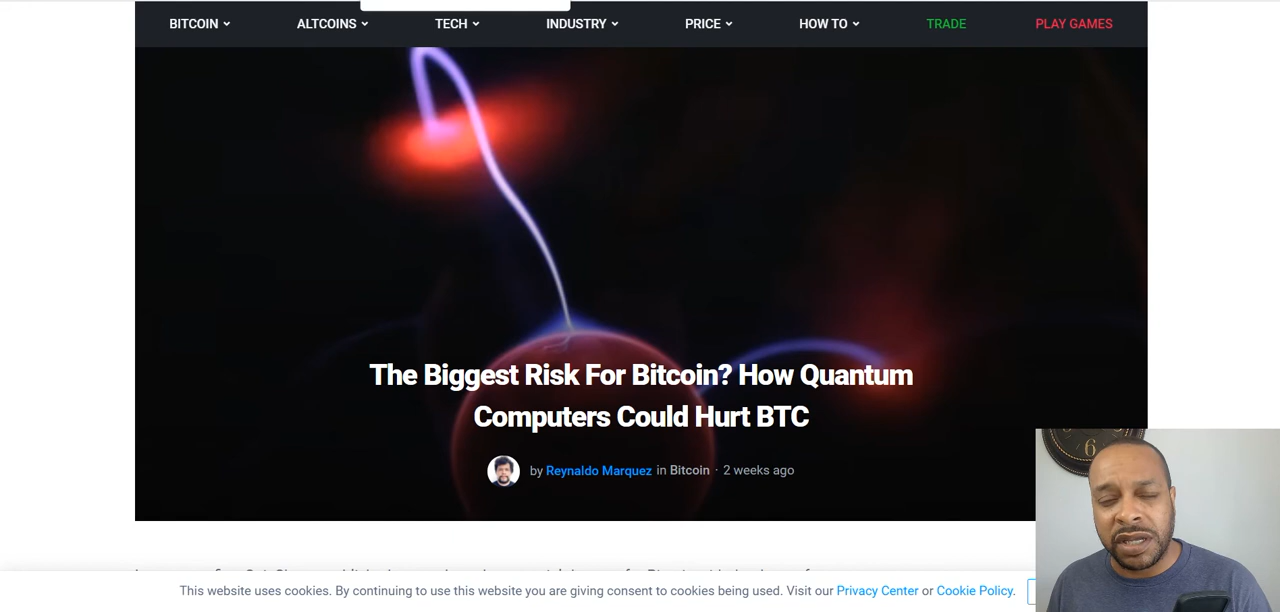 BITCOIN ALTCOINS TECH INDUSTRY PRICE HOW TO TRADE PLAY GAMES
The Biggest Risk For Bitcoin? How Quantum
Computers Could Hurt BTC
by Reynaldo Marquez in Bitcoin · 2 weeks ago
This website uses cookies. By continuing to use this website you are giving consent to cookies being used. Visit our Privacy Center or Cookie Policy.
6